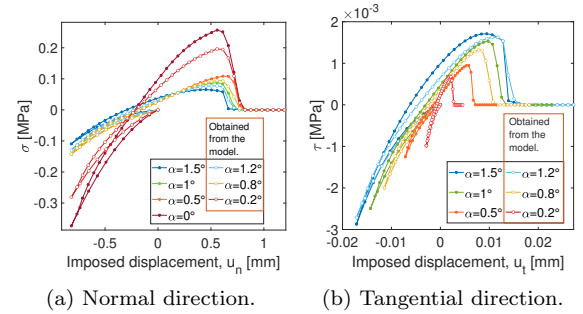 ×10⁻³
0.2
0.1
0
-0.1
-0.2
-0.3
σ [MPa]
Obtained
from the
model.
α=1.5° α=1.2°
α=1° α=0.8°
α=0.5° α=0.2°
α=0°
-0.5 0 0.5 1
Imposed displacement, uₙ [mm]
(a) Normal direction.
2
1
0
-1
-2
-3
τ [MPa]
Obtained
from the
model.
α=1.5° α=1.2°
α=1° α=0.8°
α=0.5° α=0.2°
-0.02 -0.01 0 0.01 0.02
Imposed displacement, uₜ [mm]
(b) Tangential direction.